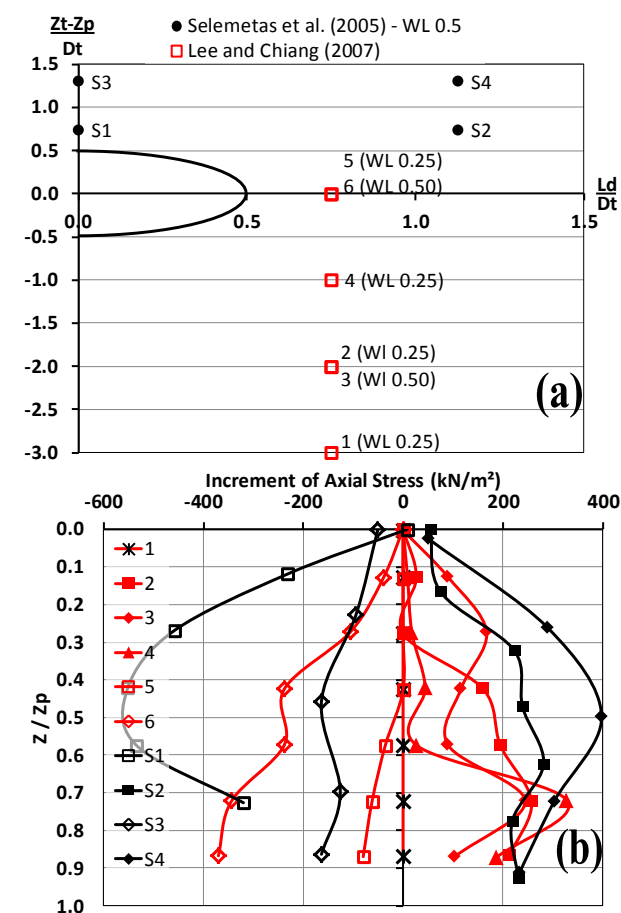 Zt-Zp
Dt
● Selemetas et al. (2005) - WL 0.5
□ Lee and Chiang (2007)
1.5
S3
S4
1.0
S1
S2
0.5
5 (WL 0.25)
6 (WL 0.50)
Ld
Dt
0.0
0.0
0.5
1.0
1.5
-0.5
-1.0
4 (WL 0.25)
-1.5
2 (Wl 0.25)
-2.0
3 (Wl 0.50)
(a)
-2.5
1 (WL 0.25)
-3.0
Increment of Axial Stress (kN/m²)
-600
-400
-200
0
200
400
0.0
0.1
0.2
0.3
0.4
0.5
0.6
0.7
0.8
0.9
1.0
Z / Zp
1
2
3
4
5
6
S1
S2
S3
S4
(b)